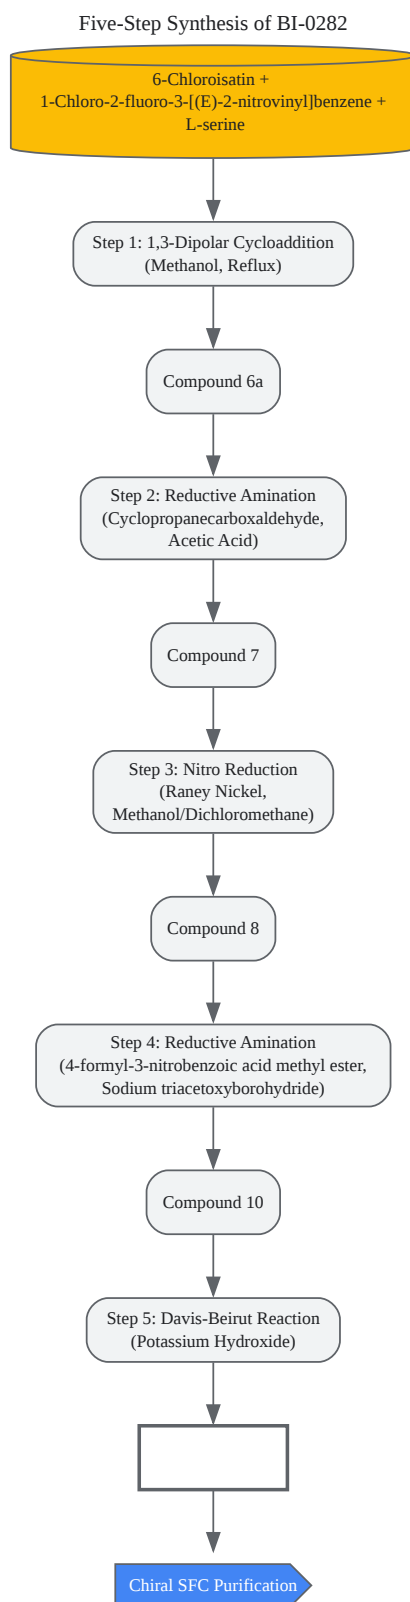 Five-Step Synthesis of BI-0282
6-Chloroisatin +
1-Chloro-2-fluoro-3-[(E)-2-nitrovinyl]benzene +
L-serine
Step 1: 1,3-Dipolar Cycloaddition
(Methanol, Reflux)
Compound 6a
Step 2: Reductive Amination
(Cyclopropanecarboxaldehyde,
Acetic Acid)
Compound 7
Step 3: Nitro Reduction
(Raney Nickel,
Methanol/Dichloromethane)
Compound 8
Step 4: Reductive Amination
(4-formyl-3-nitrobenzoic acid methyl ester,
Sodium triacetoxyborohydride)
Compound 10
Step 5: Davis-Beirut Reaction
(Potassium Hydroxide)
Chiral SFC Purification